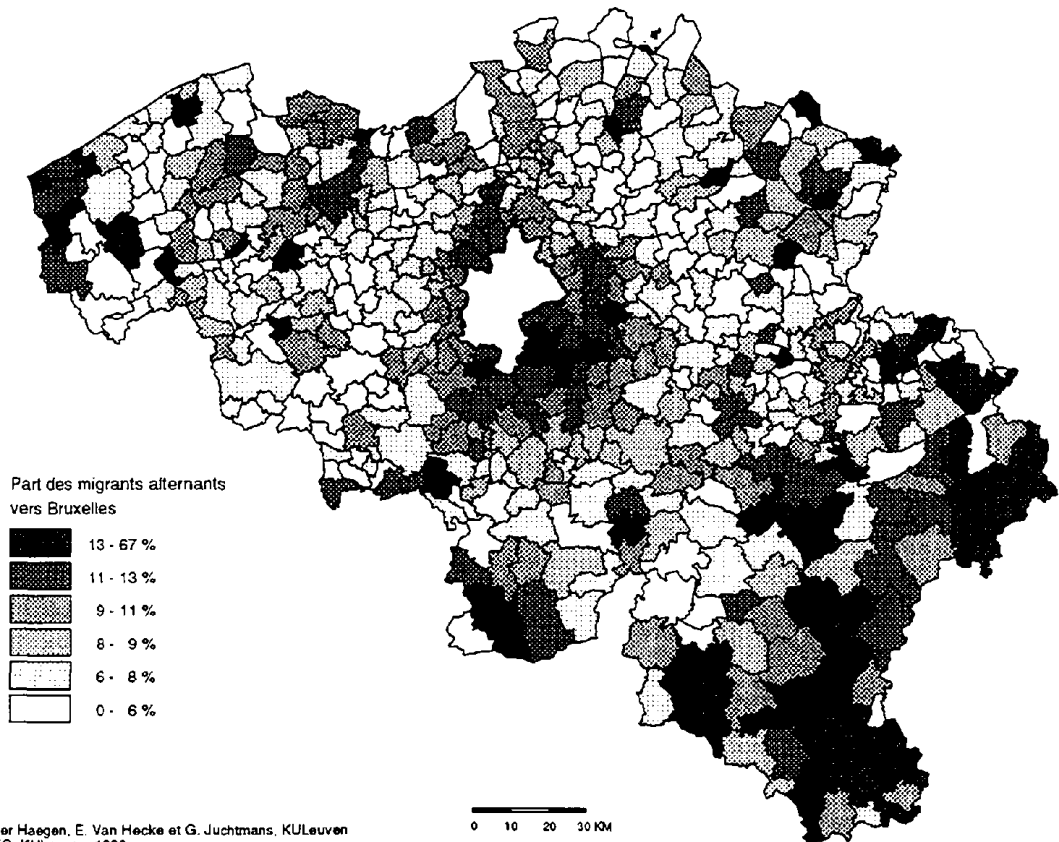 Part des migrants alternants
vers Bruxelles
13 - 67 %
11 - 13 %
9 - 11 %
8 - 9 %
6 - 8 %
0 - 6 %
er Haegen, E. Van Hecke et G. Juchtmans, KULeuven
0 10 20 30 KM